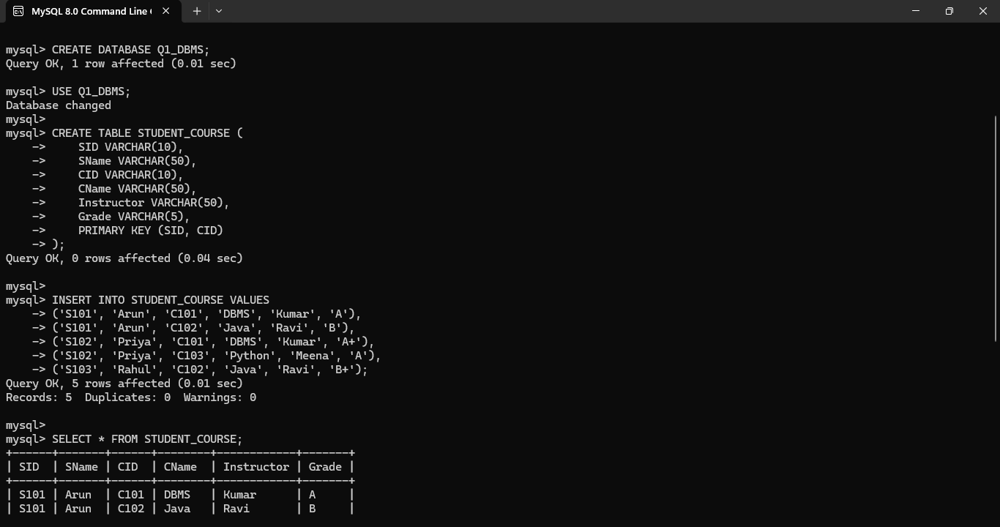 MySQL 8.0 Command Line
mysql> CREATE DATABASE Q1_DBMS;
Query OK, 1 row affected (0.01 sec)
mysql> USE Q1_DBMS;
Database changed
mysql>
mysql> CREATE TABLE STUDENT_COURSE (
    ->     SID VARCHAR(10),
    ->     SName VARCHAR(50),
    ->     CID VARCHAR(10),
    ->     CName VARCHAR(50),
    ->     Instructor VARCHAR(50),
    ->     Grade VARCHAR(5),
    ->     PRIMARY KEY (SID, CID)
    -> );
Query OK, 0 rows affected (0.04 sec)
mysql>
mysql> INSERT INTO STUDENT_COURSE VALUES
    -> ('S101', 'Arun', 'C101', 'DBMS', 'Kumar', 'A'),
    -> ('S101', 'Arun', 'C102', 'Java', 'Ravi', 'B'),
    -> ('S102', 'Priya', 'C101', 'DBMS', 'Kumar', 'A+'),
    -> ('S102', 'Priya', 'C103', 'Python', 'Meena', 'A'),
    -> ('S103', 'Rahul', 'C102', 'Java', 'Ravi', 'B+');
Query OK, 5 rows affected (0.01 sec)
Records: 5  Duplicates: 0  Warnings: 0
mysql>
mysql> SELECT * FROM STUDENT_COURSE;
+------+-------+------+--------+------------+-------+
| SID  | SName | CID  | CName  | Instructor | Grade |
+------+-------+------+--------+------------+-------+
| S101 | Arun  | C101 | DBMS   | Kumar      | A     |
| S101 | Arun  | C102 | Java   | Ravi       | B     |